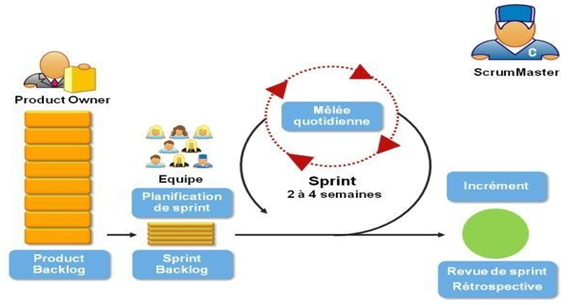 Product Owner
C
ScrumMaster
Mêlée
quotidienne
Equipe
Sprint
2 à 4 semaines
Planification
de sprint
Incrément
Product
Backlog
Sprint
Backlog
Revue de sprint
Rétrospective